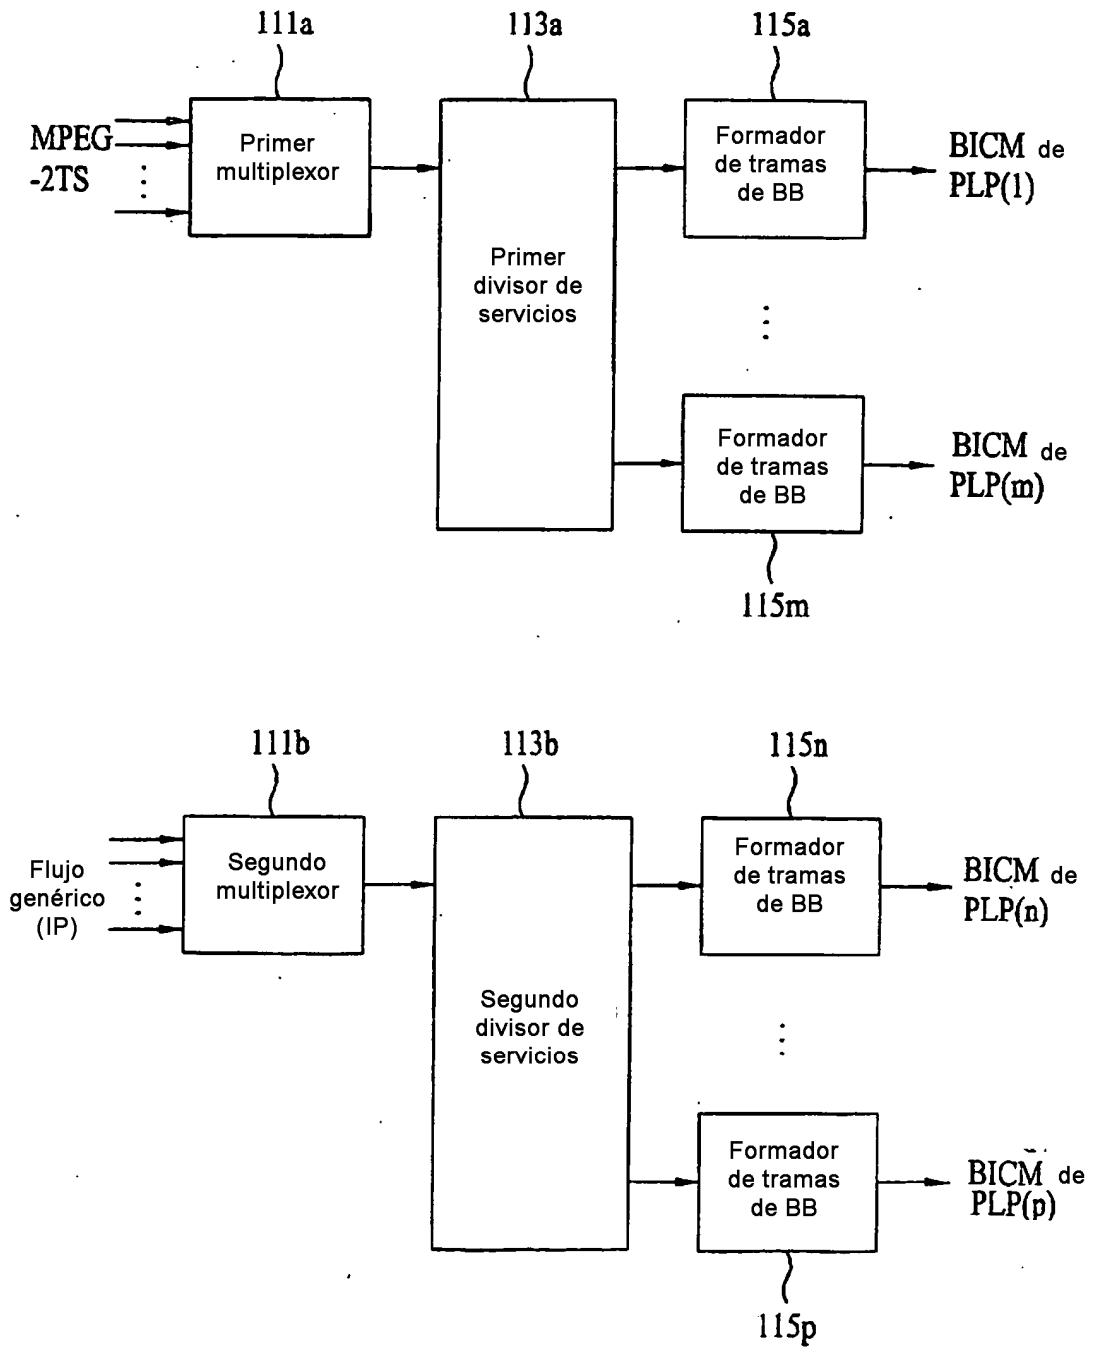 111a
113a
115a
MPEG
-2TS
Primer
multiplexor
Primer
divisor de
servicios
Formador
de tramas
de BB
BICM de
PLP(1)
Formador
de tramas
de BB
BICM de
PLP(m)
115m
111b
113b
115n
Flujo
genérico
(IP)
Segundo
multiplexor
Segundo
divisor de
servicios
Formador
de tramas
de BB
BICM de
PLP(n)
Formador
de tramas
de BB
BICM de
PLP(p)
115p